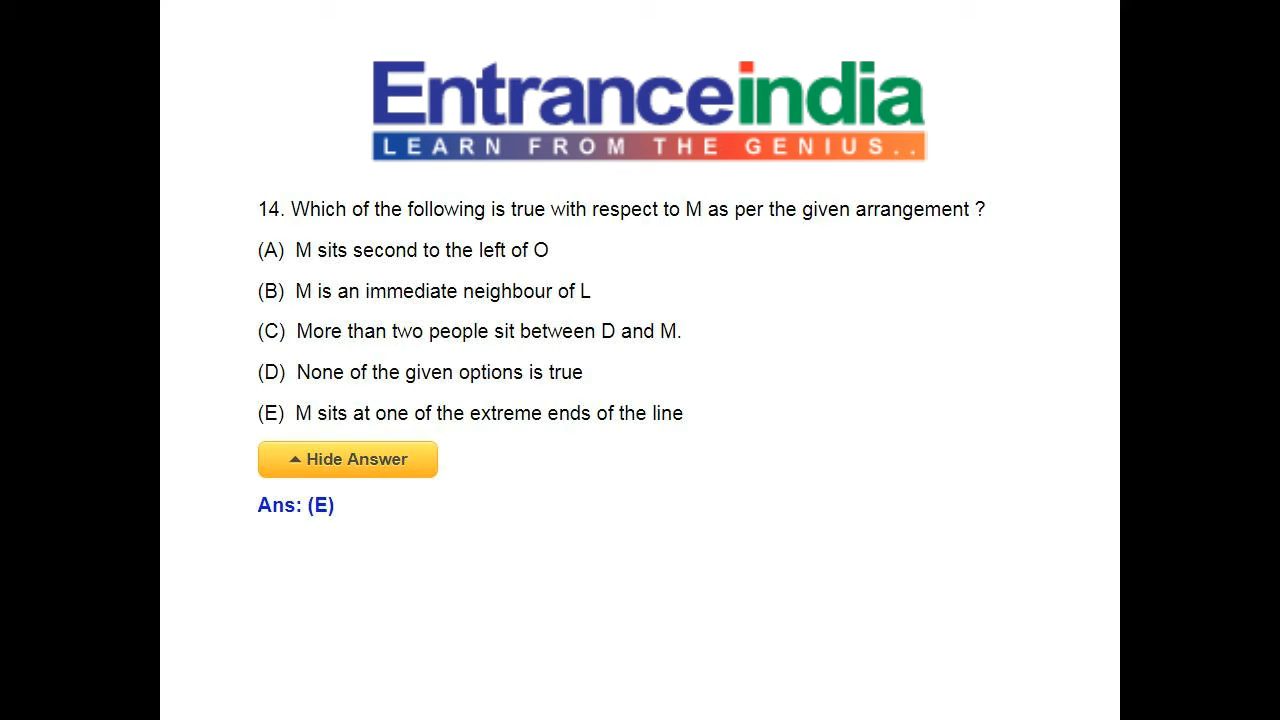 Entranceindia
LEARN FROM THE GENIUS..
14. Which of the following is true with respect to M as per the given arrangement ?
(A) M sits second to the left of O
(B) M is an immediate neighbour of L
(C) More than two people sit between D and M.
(D) None of the given options is true
(E) M sits at one of the extreme ends of the line
Hide Answer
Ans: (E)